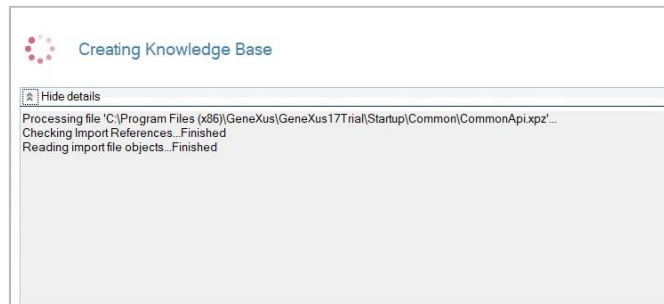 Creating Knowledge Base
Hide details
Processing file 'C:\Program Files (x86)\GeneXus\GeneXus17Trial\Startup\Common\CommonApi.xpz'...
Checking Import References...Finished
Reading import file objects...Finished